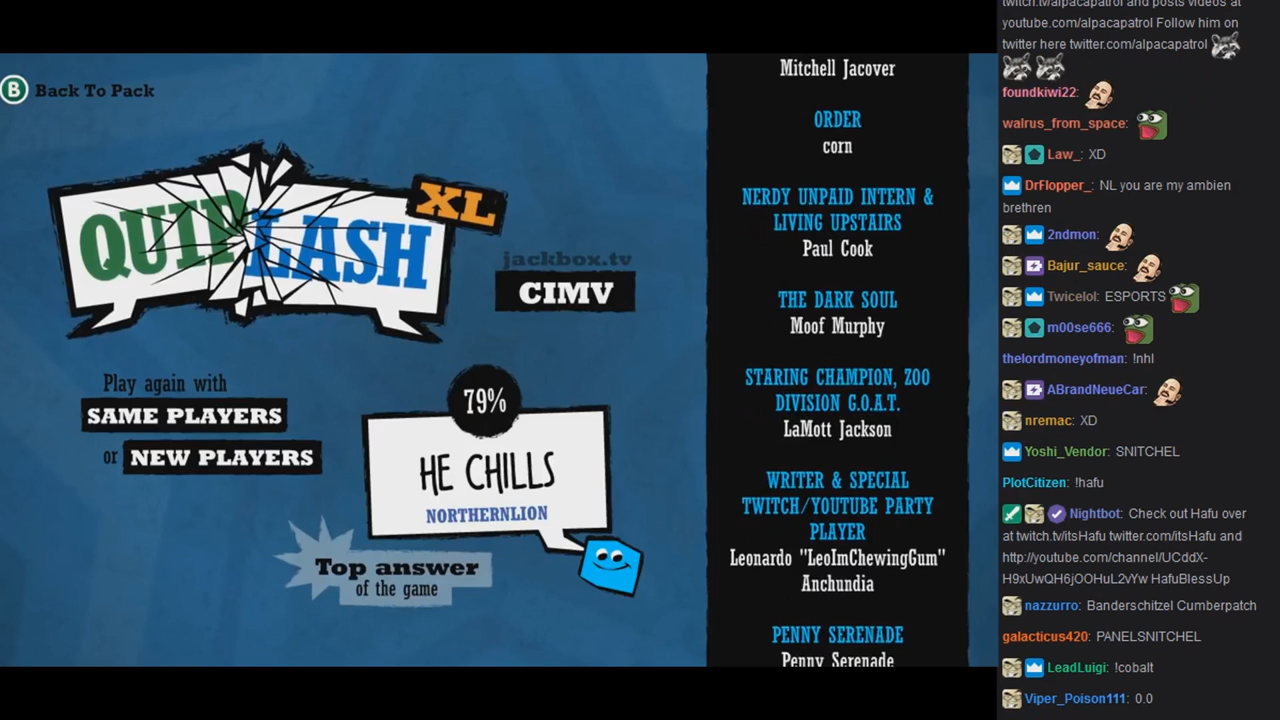 B Back To Pack
QUIPLASH XL
jackbox.tv
CIMV
Play again with
SAME PLAYERS
or NEW PLAYERS
79%
HE CHILLS
NORTHERNLION
Top answer
of the game
Mitchell Jacover
ORDER
corn
NERDY UNPAID INTERN &
LIVING UPSTAIRS
Paul Cook
THE DARK SOUL
Moof Murphy
STARING CHAMPION, ZOO
DIVISION G.O.A.T.
LaMott Jackson
WRITER & SPECIAL
TWITCH/YOUTUBE PARTY
PLAYER
Leonardo "LeoImChewingGum"
Anchundia
PENNY SERENADE
Penny Serenade
twitch.tv/alpacapatrol and posts videos at
youtube.com/alpacapatrol Follow him on
twitter here twitter.com/alpacapatrol
foundkiwi22:
walrus_from_space:
Law_: XD
DrFlopper_: NL you are my ambien
brethren
2ndmon:
Bajur_sauce:
Twicelol: ESPORTS
m00se666:
thelordmoneyofman: !nhl
ABrandNeueCar:
nremac: XD
Yoshi_Vendor: SNITCHEL
PlotCitizen: !hafu
Nightbot: Check out Hafu over
at twitch.tv/itsHafu twitter.com/itsHafu and
http://youtube.com/channel/UCddX-
H9xUwQH6jOOHuL2vYw HafuBlessUp
nazzurro: Banderschitzel Cumberpatch
galacticus420: PANELSNITCHEL
LeadLuigi: !cobalt
Viper_Poison111: 0.0